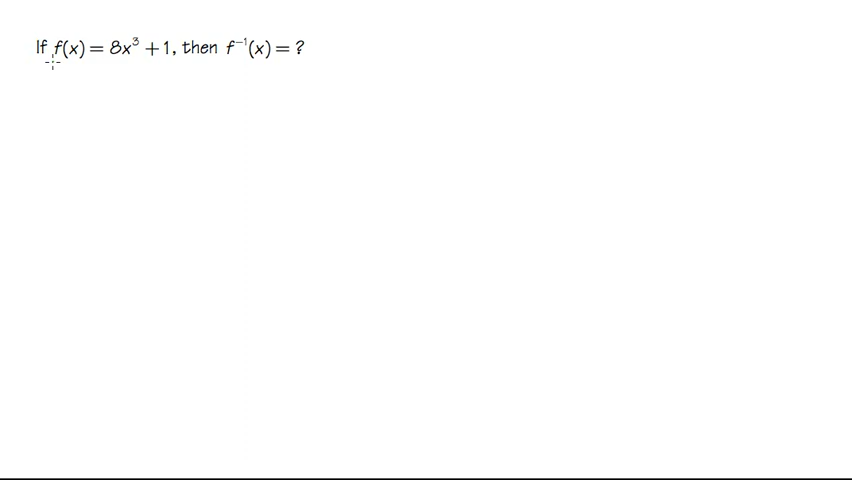 If f(x) = 8x³ + 1, then f⁻¹(x) = ?